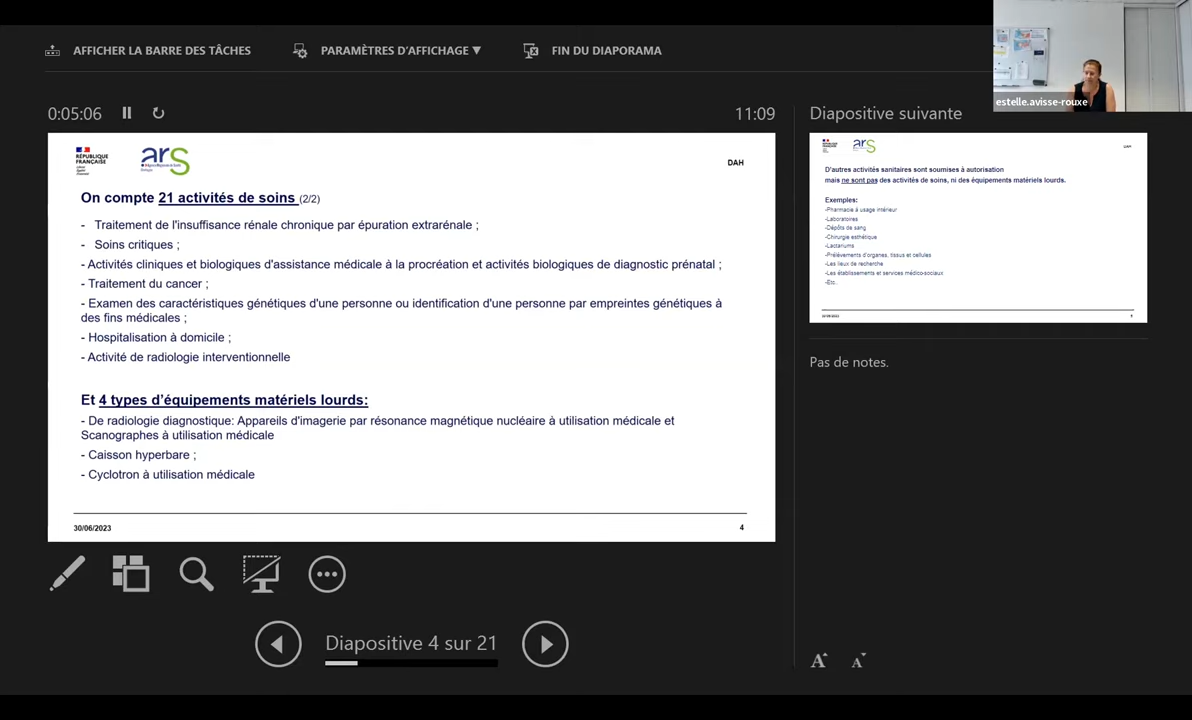 AFFICHER LA BARRE DES TÂCHES
PARAMÈTRES D'AFFICHAGE ▼
FIN DU DIAPORAMA
estelle.avisse-rouxe
0:05:06
11:09
Diapositive suivante
RÉPUBLIQUE
FRANÇAISE
ars
DAH
On compte 21 activités de soins (2/2)
- Traitement de l'insuffisance rénale chronique par épuration extrarénale ;
- Soins critiques ;
- Activités cliniques et biologiques d'assistance médicale à la procréation et activités biologiques de diagnostic prénatal ;
- Traitement du cancer ;
- Examen des caractéristiques génétiques d'une personne ou identification d'une personne par empreintes génétiques à
des fins médicales ;
- Hospitalisation à domicile ;
- Activité de radiologie interventionnelle
Et 4 types d'équipements matériels lourds:
- De radiologie diagnostique: Appareils d'imagerie par résonance magnétique nucléaire à utilisation médicale et
Scanographes à utilisation médicale
- Caisson hyperbare ;
- Cyclotron à utilisation médicale
30/06/2023
4
ars
DAH
D'autres activités sanitaires sont soumises à autorisation
mais ne sont pas des activités de soins, ni des équipements matériels lourds.
Exemples:
-Pharmacie à usage intérieur
-Laboratoires
-Dépôts de sang
-Chirurgie esthétique
-Lactariums
-Prélèvements d'organes, tissus et cellules
-Les lieux de recherche
-Les établissements et services médico-sociaux
-Etc..
30/06/2023
Pas de notes.
Diapositive 4 sur 21
A A